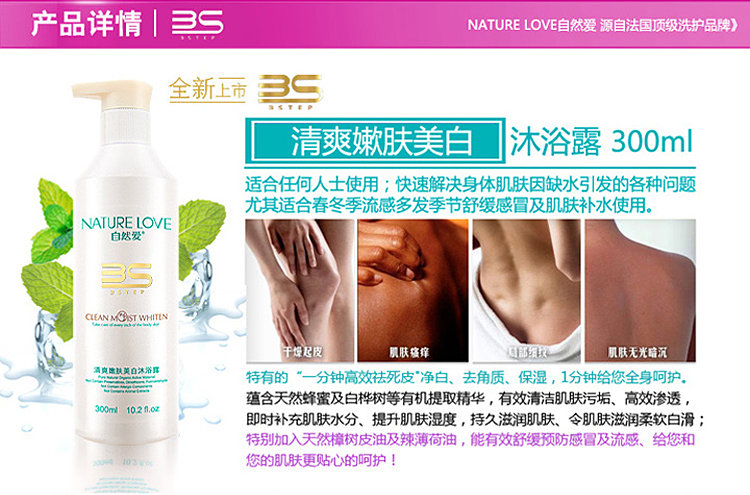 产品详情
3S
3STEP
NATURE LOVE自然爱 源自法国顶级洗护品牌》
全新上市
3S
3STEP
清爽嫩肤美白 沐浴露 300ml
适合任何人士使用；快速解决身体肌肤因缺水引发的各种问题
尤其适合春冬季流感多发季节舒缓感冒及肌肤补水使用。
干燥起皮
肌肤瘙痒
局部细纹
肌肤无光暗沉
特有的“一分钟高效祛死皮"净白、去角质、保湿，1分钟给您全身呵护。
蕴含天然蜂蜜及白桦树等有机提取精华，有效清洁肌肤污垢、高效渗透，
即时补充肌肤水分、提升肌肤湿度，持久滋润肌肤、令肌肤滋润柔软白滑；
特别加入天然樟树皮油及辣薄荷油，能有效舒缓预防感冒及流感、给您和
您的肌肤更贴心的呵护！
NATURE LOVE
自然爱®
3S
3STEP
CLEAN MOIST WHITEN
Take care of every inch of the body skin
清爽嫩肤美白沐浴露
300ml 10.2 fl.oz